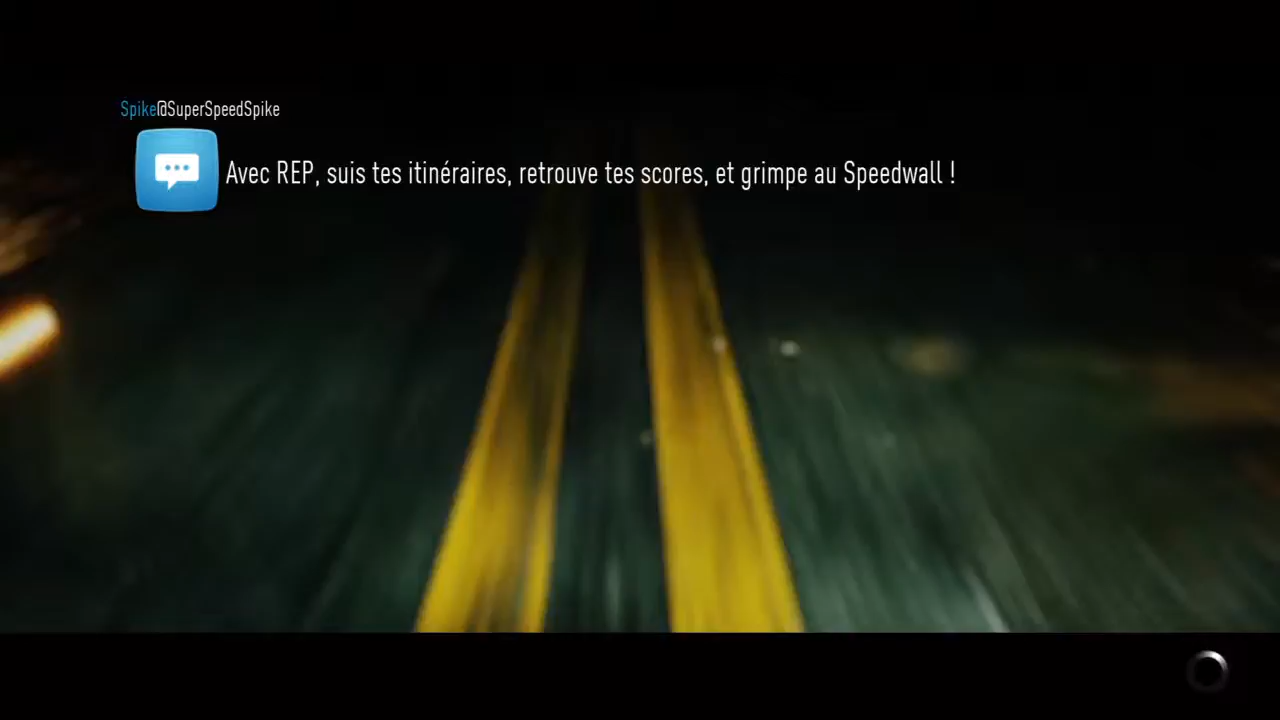 Spike@SuperSpeedSpike
Avec REP, suis tes itinéraires, retrouve tes scores, et grimpe au Speedwall !